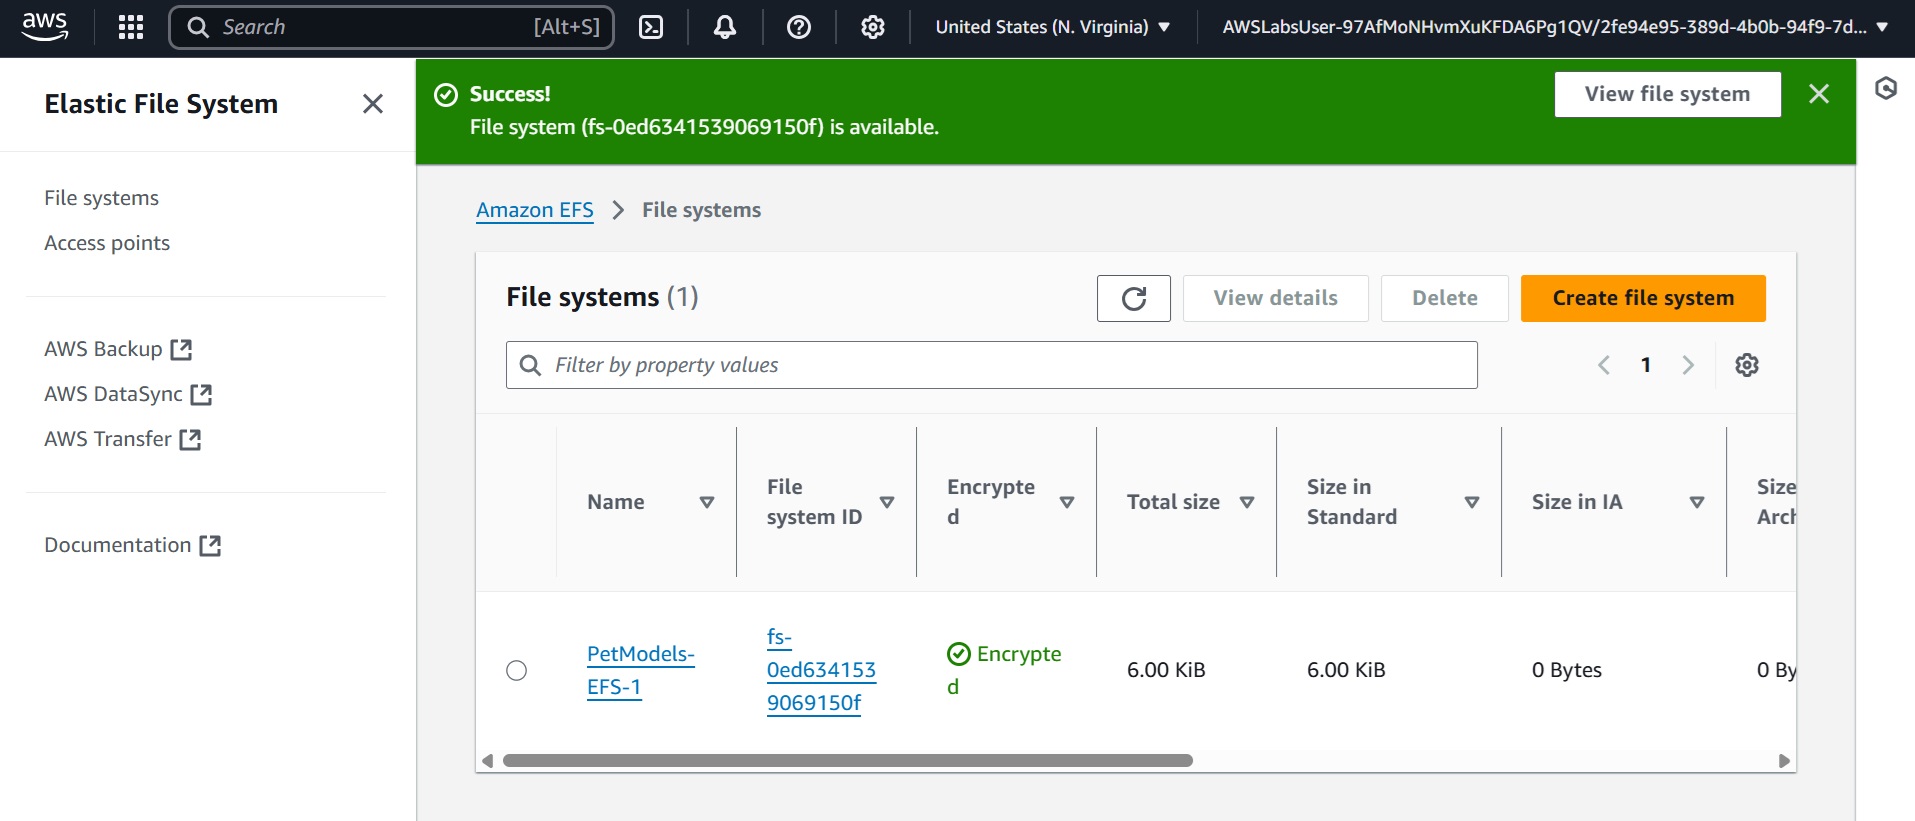 aws
Search [Alt+S]
United States (N. Virginia)
AWSLabsUser-97AfMoNHvmXuKFDA6Pg1QV/2fe94e95-389d-4b0b-94f9-7d...
Elastic File System
File systems
Access points
AWS Backup
AWS DataSync
AWS Transfer
Documentation
Success!
File system (fs-0ed6341539069150f) is available.
View file system
Amazon EFS
File systems
File systems (1)
View details
Delete
Create file system
Filter by property values
1
Name
File
system ID
Encrypte
d
Total size
Size in
Standard
Size in IA
Size
Arch
PetModels-
EFS-1
fs-
0ed634153
9069150f
Encrypte
d
6.00 KiB
6.00 KiB
0 Bytes
0 By